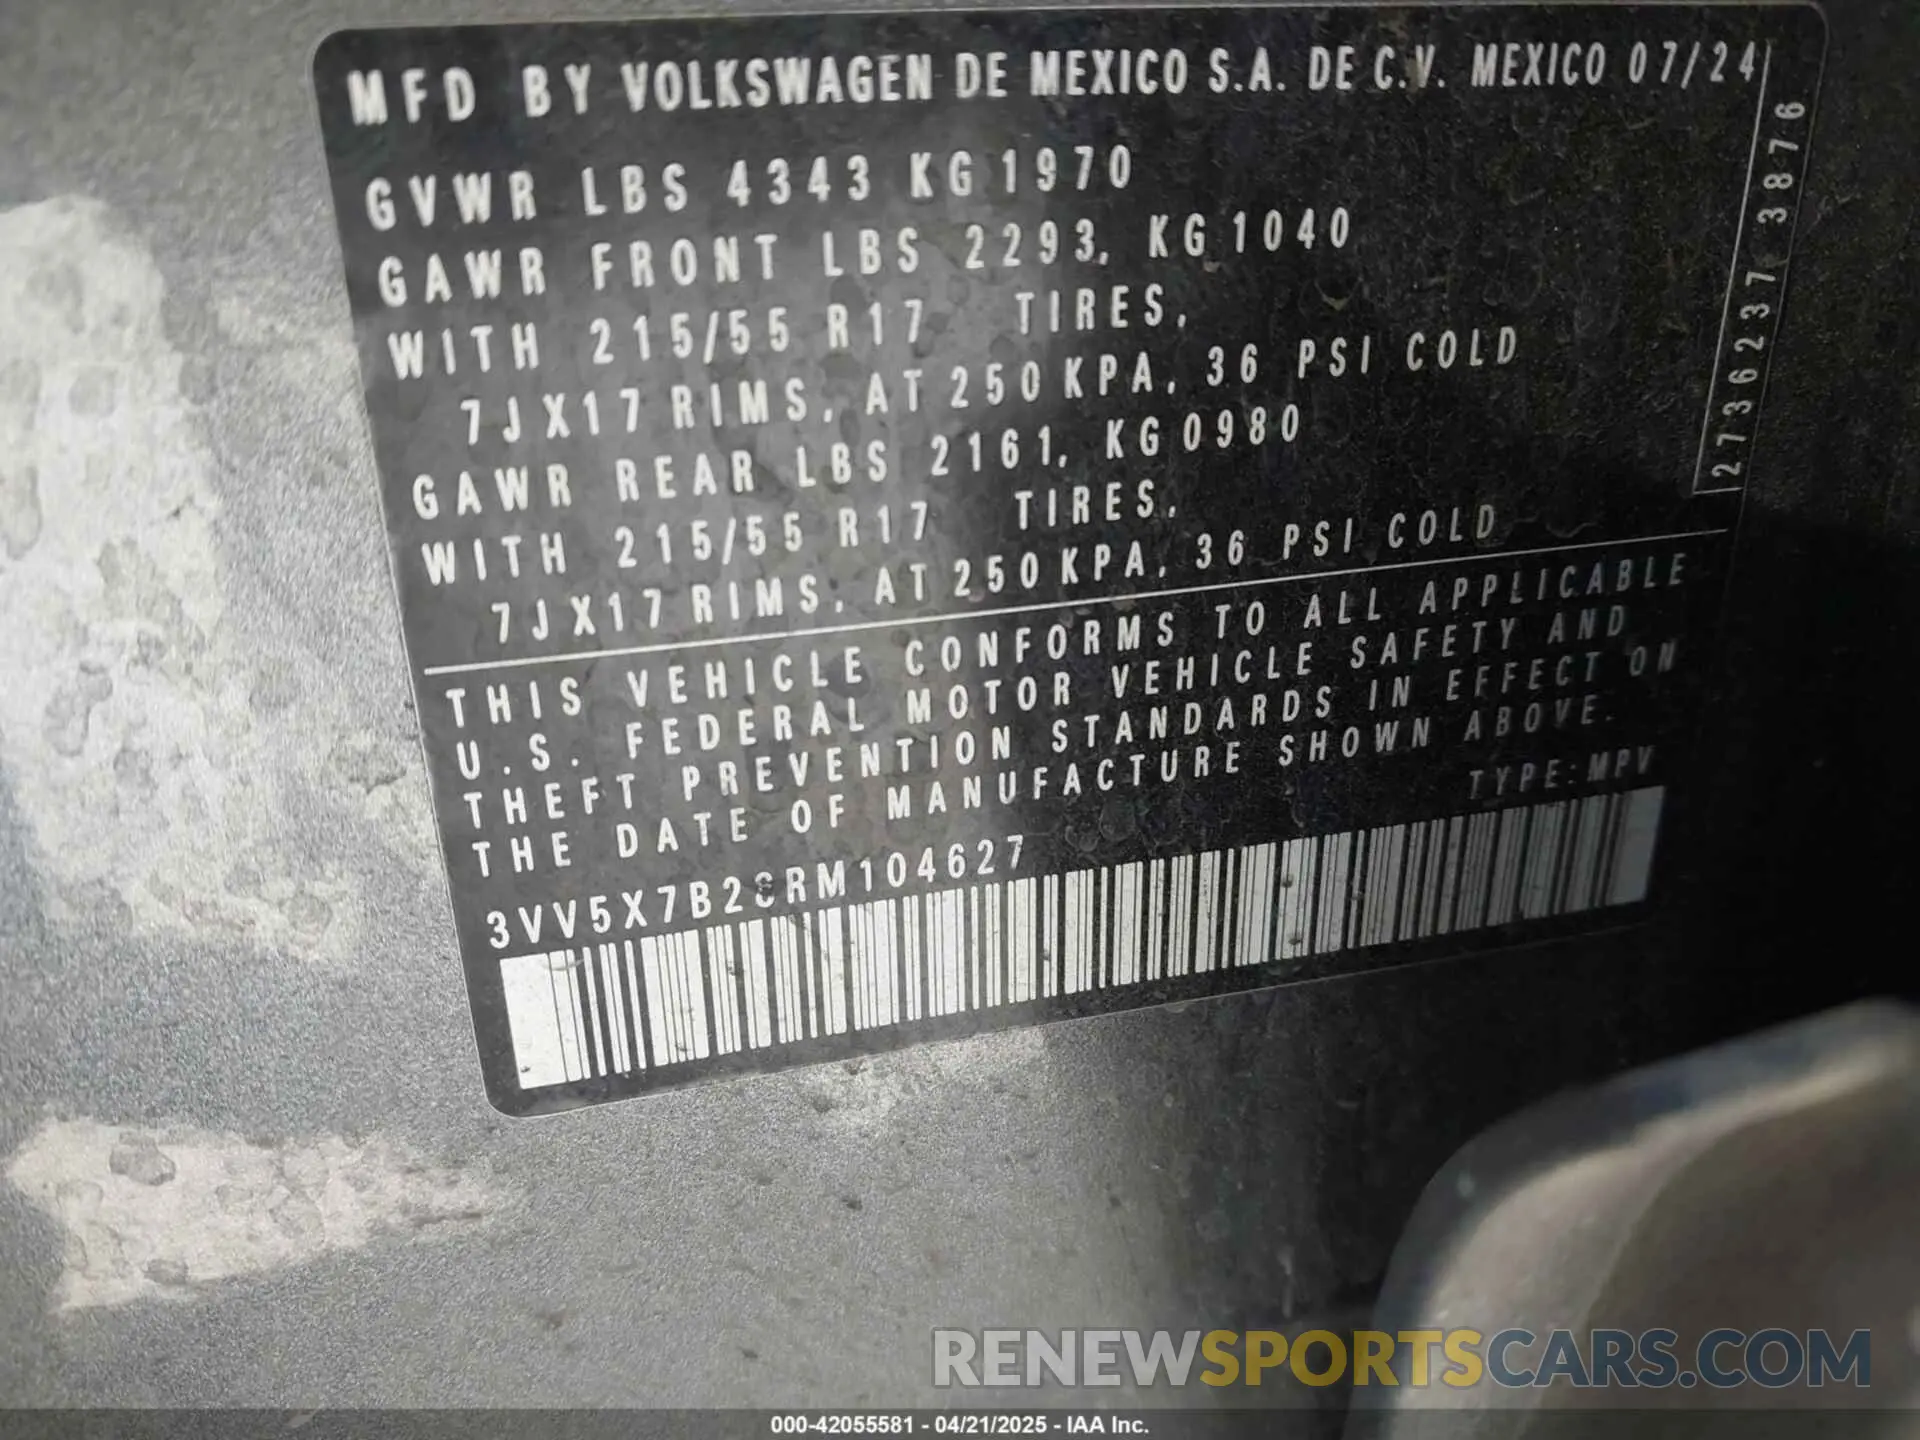 MFD BY VOLKSWAGEN DE MEXICO S.A. DE C.V. MEXICO 07/24
GVWR LBS 4343 KG 1970
GAWR FRONT LBS 2293, KG 1040
WITH 215/55 R17 TIRES,
7JX17 RIMS, AT 250 KPA, 36 PSI COLD
GAWR REAR LBS 2161, KG 0980
WITH 215/55 R17 TIRES,
7JX17 RIMS, AT 250 KPA, 36 PSI COLD
2736237 3876
THIS VEHICLE CONFORMS TO ALL APPLICABLE
U.S. FEDERAL MOTOR VEHICLE SAFETY AND
THEFT PREVENTION STANDARDS IN EFFECT ON
THE DATE OF MANUFACTURE SHOWN ABOVE.
TYPE: MPV
3VV5X7B28RM104627
RENEWSPORTSCARS.COM
000-42055581 - 04/21/2025 - IAA Inc.